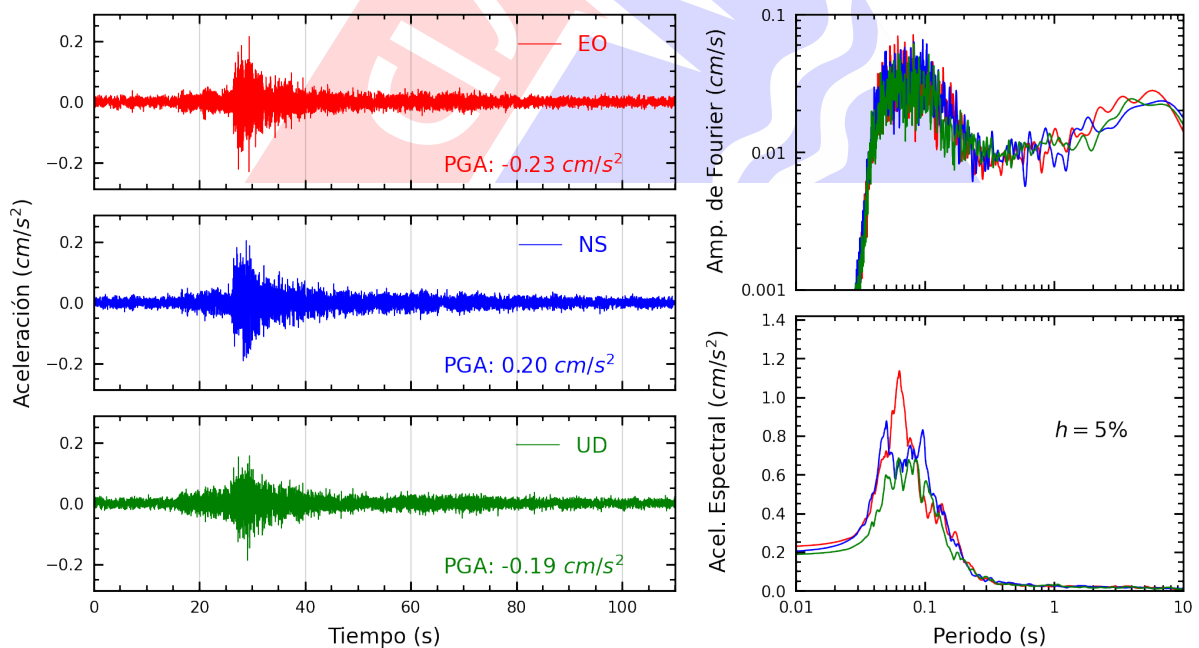 Aceleración (cm/s²)
0.2
0.0
−0.2
EO
PGA: -0.23 cm/s²
0.2
0.0
−0.2
NS
PGA: 0.20 cm/s²
0.2
0.0
−0.2
UD
PGA: -0.19 cm/s²
0 20 40 60 80 100
Tiempo (s)
Amp. de Fourier (cm/s)
0.1
0.01
0.001
Acel. Espectral (cm/s²)
1.4
1.2
1.0
0.8
0.6
0.4
0.2
0.0
h = 5%
0.01 0.1 1 10
Periodo (s)